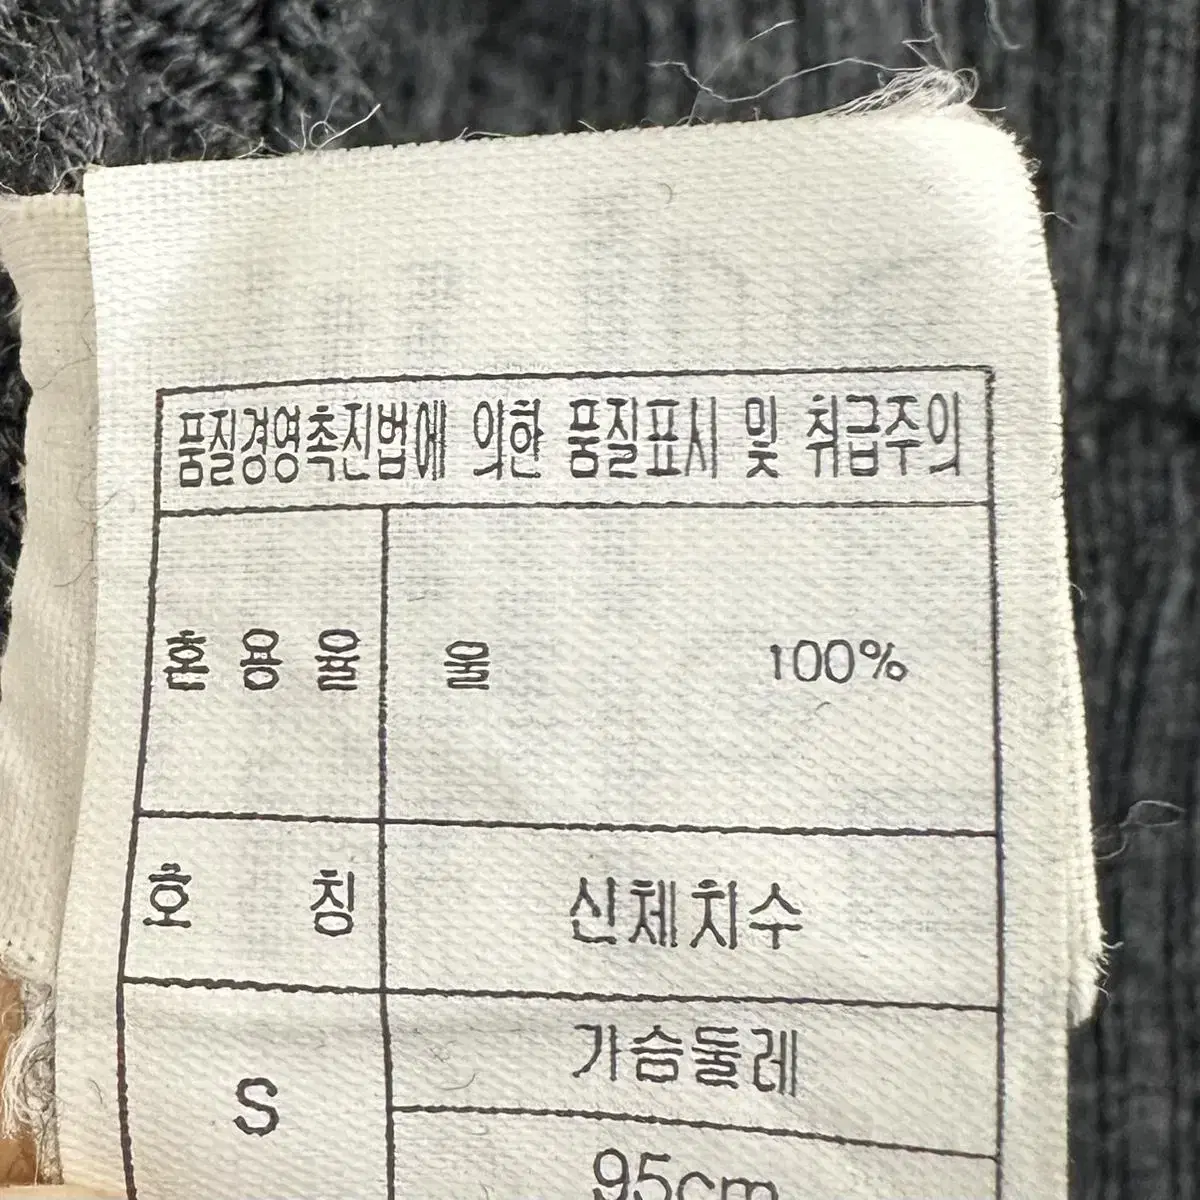 품질경영촉진법에 의한 품질표시 및 취급주의
혼 용 율 울 100%
호 칭 신체치수
S 가슴둘레
95cm